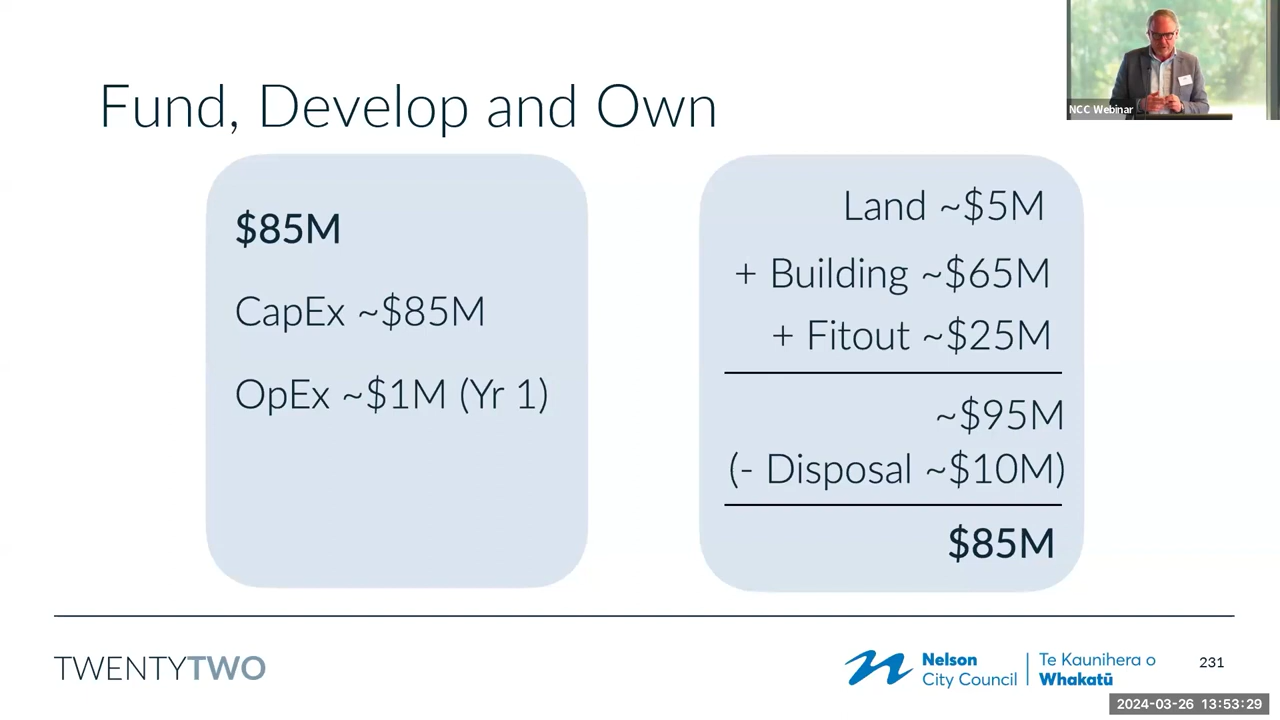 NCC Webinar
Fund, Develop and Own
$85M
CapEx ~$85M
OpEx ~$1M (Yr 1)
Land ~$5M
+ Building ~$65M
+ Fitout ~$25M
~$95M
(- Disposal ~$10M)
$85M
TWENTYTWO
Nelson
City Council
Te Kaunihera o
Whakatū
231
2024-03-26 13:53:29